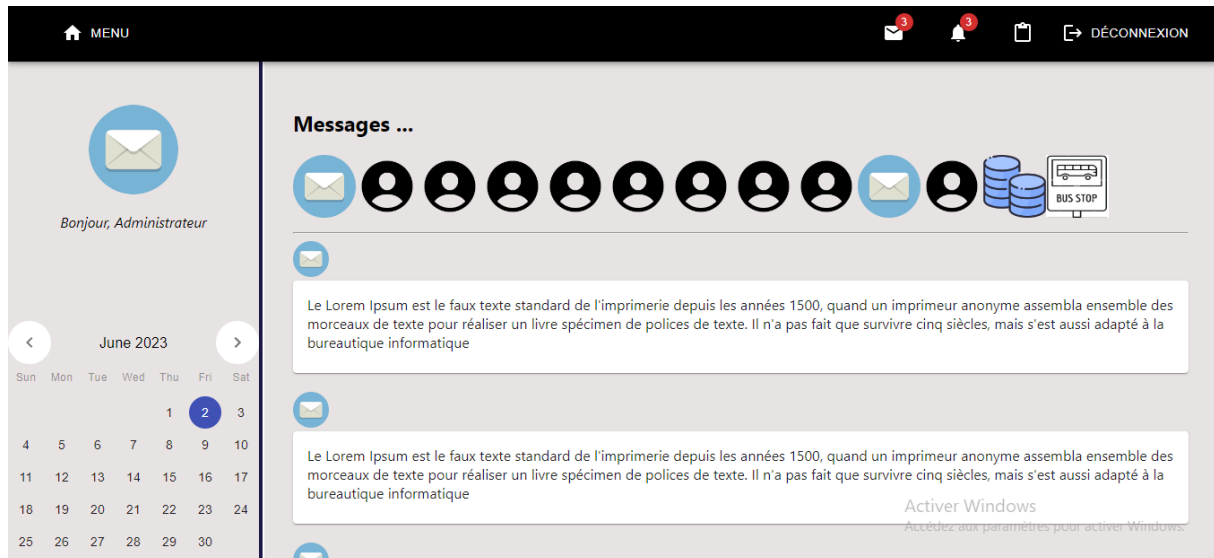 MENU
3
3
DÉCONNEXION
Bonjour, Administrateur
June 2023
Sun Mon Tue Wed Thu Fri Sat
1 2 3
4 5 6 7 8 9 10
11 12 13 14 15 16 17
18 19 20 21 22 23 24
25 26 27 28 29 30
Messages ...
BUS STOP
Le Lorem Ipsum est le faux texte standard de l'imprimerie depuis les années 1500, quand un imprimeur anonyme assembla ensemble des
morceaux de texte pour réaliser un livre spécimen de polices de texte. Il n'a pas fait que survivre cinq siècles, mais s'est aussi adapté à la
bureautique informatique
Le Lorem Ipsum est le faux texte standard de l'imprimerie depuis les années 1500, quand un imprimeur anonyme assembla ensemble des
morceaux de texte pour réaliser un livre spécimen de polices de texte. Il n'a pas fait que survivre cinq siècles, mais s'est aussi adapté à la
bureautique informatique
Activer Windows
Accédez aux paramètres pour activer Windows.